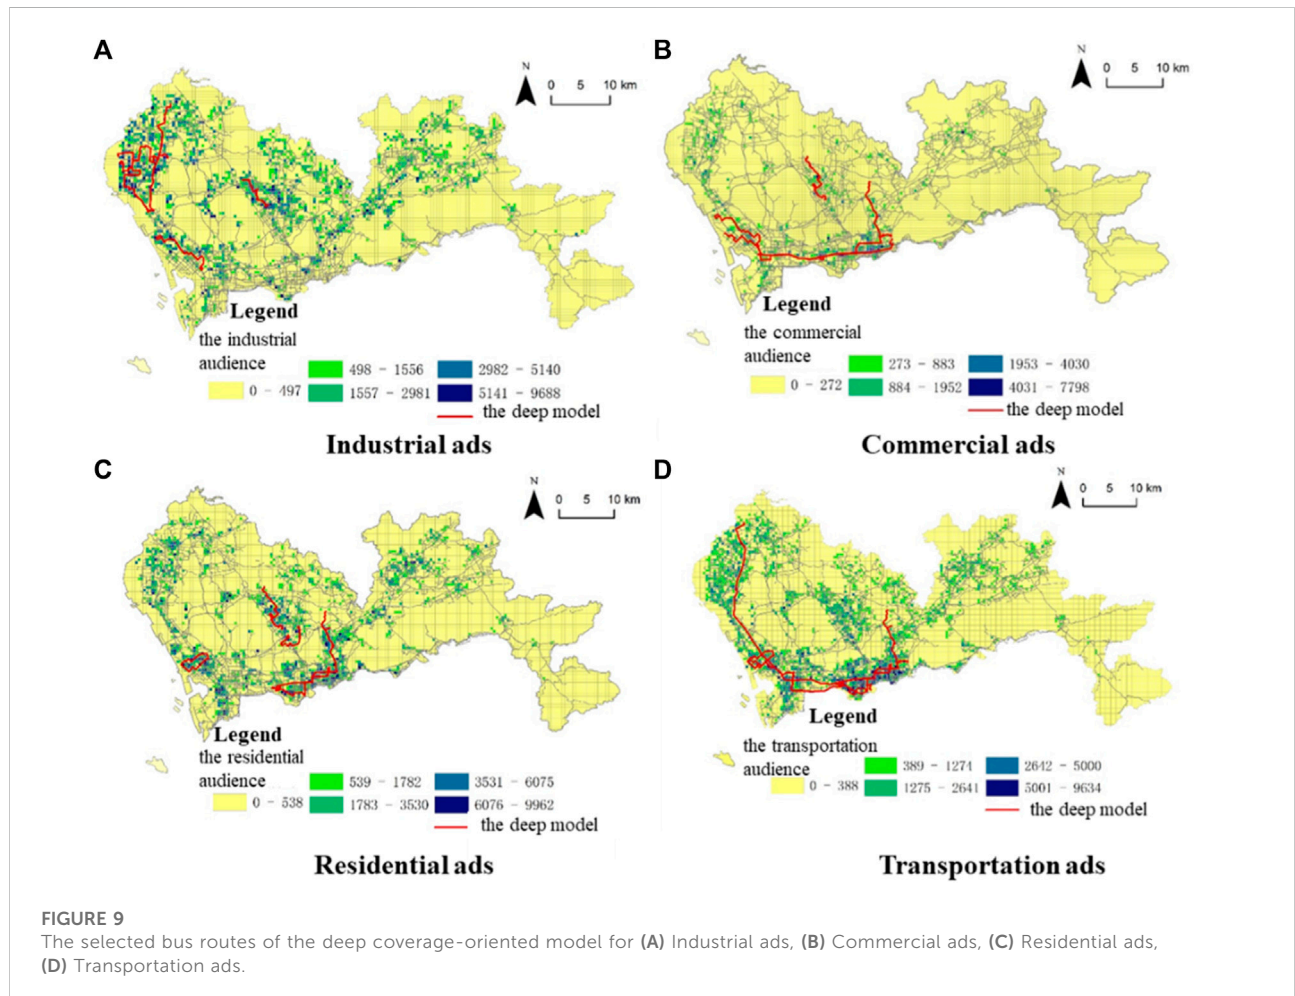 A
N
0 5 10 km
Legend
the industrial
audience
0 - 497
498 - 1556
1557 - 2981
2982 - 5140
5141 - 9688
the deep model
Industrial ads
B
N
0 5 10 km
Legend
the commercial
audience
0 - 272
273 - 883
884 - 1952
1953 - 4030
4031 - 7798
the deep model
Commercial ads
C
N
0 5 10 km
Legend
the residential
audience
0 - 538
539 - 1782
1783 - 3530
3531 - 6075
6076 - 9962
the deep model
Residential ads
D
N
0 5 10 km
Legend
the transportation
audience
0 - 388
389 - 1274
1275 - 2641
2642 - 5000
5001 - 9634
the deep model
Transportation ads
FIGURE 9
The selected bus routes of the deep coverage-oriented model for (A) Industrial ads, (B) Commercial ads, (C) Residential ads,
(D) Transportation ads.